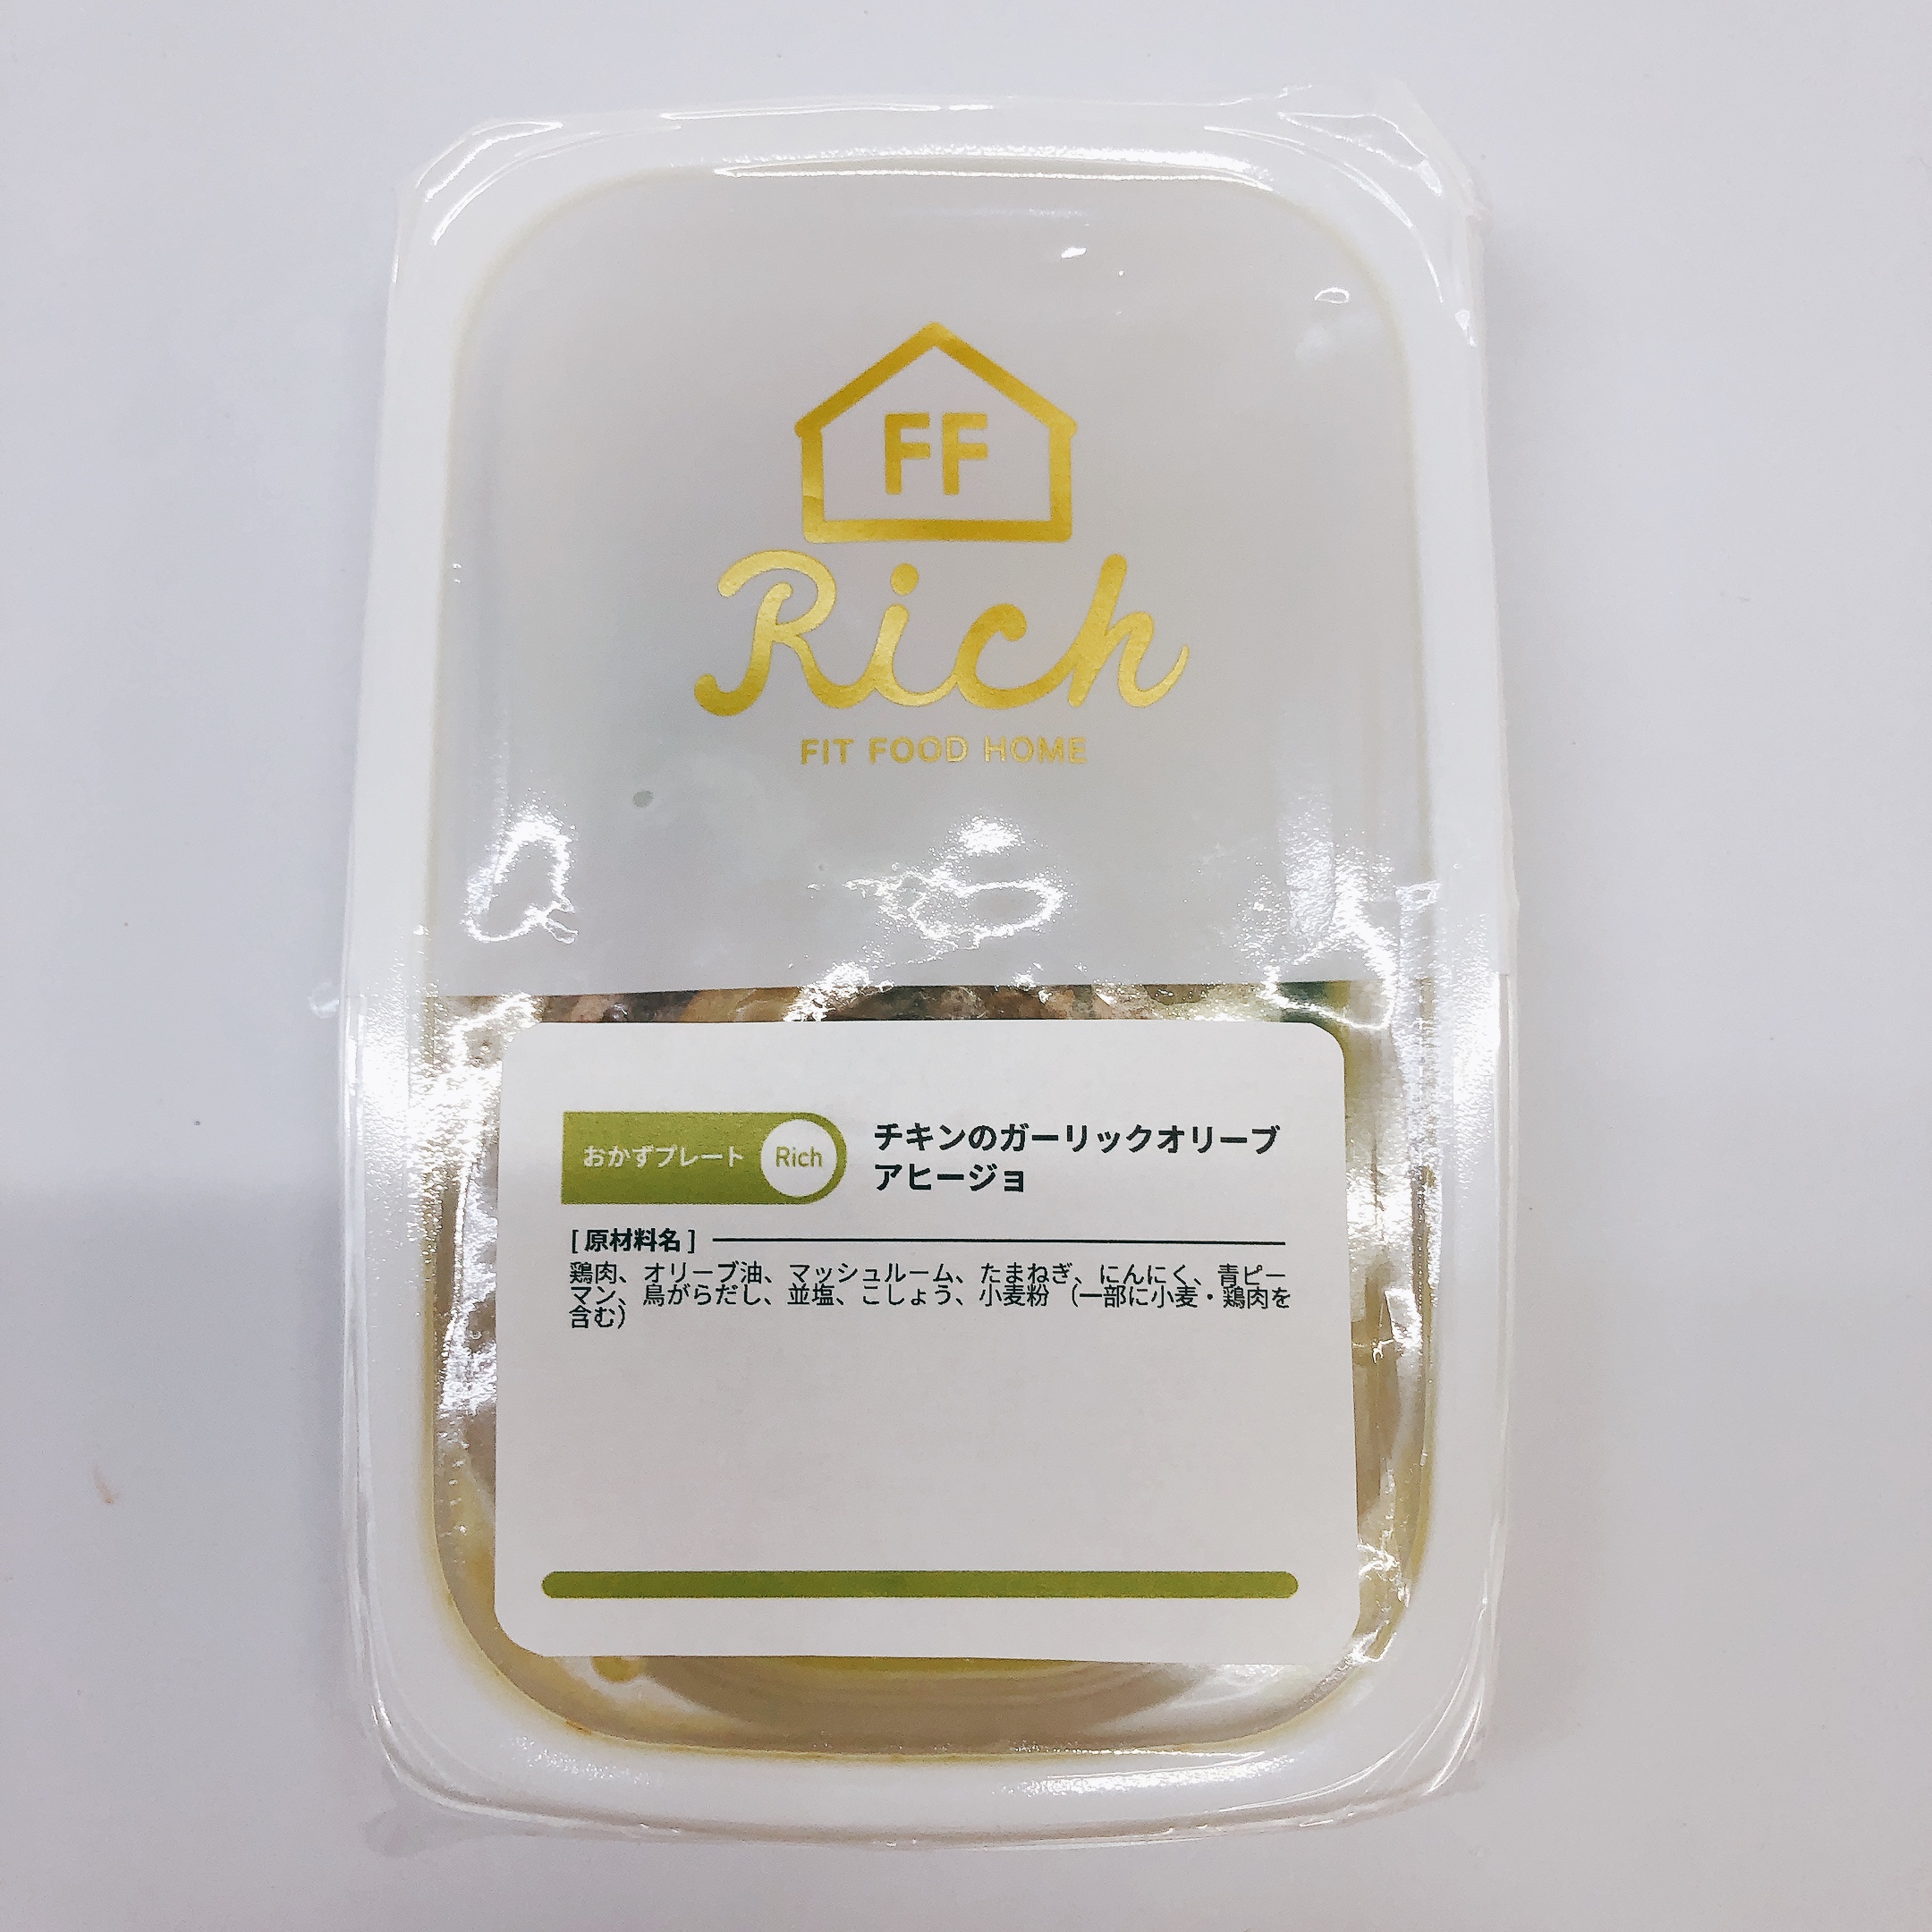 FF
Rich
FIT FOOD HOME
おかずプレート Rich
チキンのガーリックオリーブ
アヒージョ
[ 原材料名 ]
鶏肉、オリーブ油、マッシュルーム、たまねぎ、にんにく、青ピー
マン、鳥がらだし、並塩、こしょう、小麦粉 （一部に小麦・鶏肉を
含む）